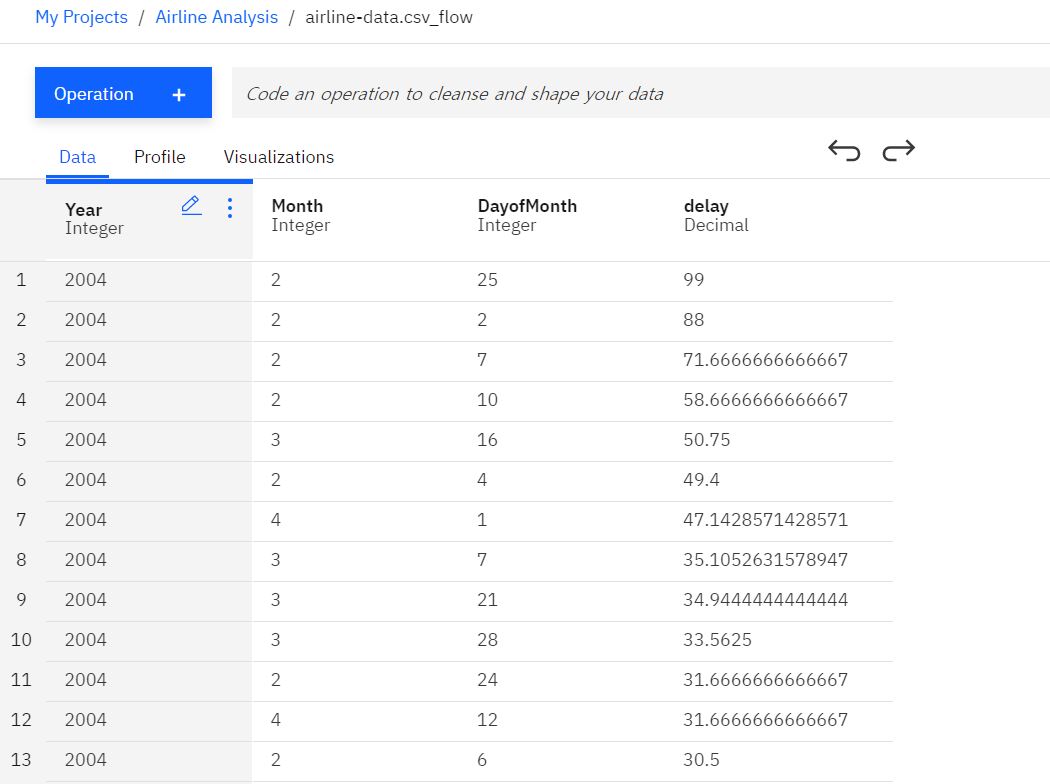 My Projects / Airline Analysis / airline-data.csv_flow
Operation + Code an operation to cleanse and shape your data
Data Profile Visualizations
Year Month DayofMonth delay
Integer Integer Integer Decimal
1 2004 2 25 99
2 2004 2 2 88
3 2004 2 7 71.6666666666667
4 2004 2 10 58.6666666666667
5 2004 3 16 50.75
6 2004 2 4 49.4
7 2004 4 1 47.1428571428571
8 2004 3 7 35.1052631578947
9 2004 3 21 34.9444444444444
10 2004 3 28 33.5625
11 2004 2 24 31.6666666666667
12 2004 4 12 31.6666666666667
13 2004 2 6 30.5